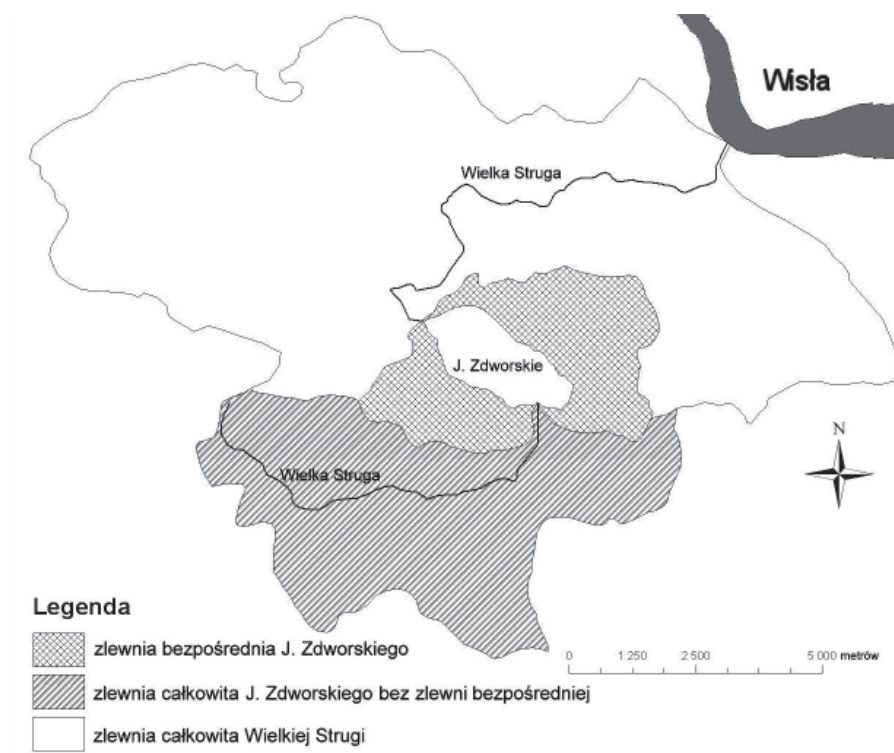 Wisła
Wielka Struga
J. Zdworskie
N
Wielka Struga
Legenda
zlewnia bezpośrednia J. Zdworskiego
0 1 250 2 500 5 000 metrów
zlewnia całkowita J. Zdworskiego bez zlewni bezpośredniej
zlewnia całkowita Wielkiej Strugi